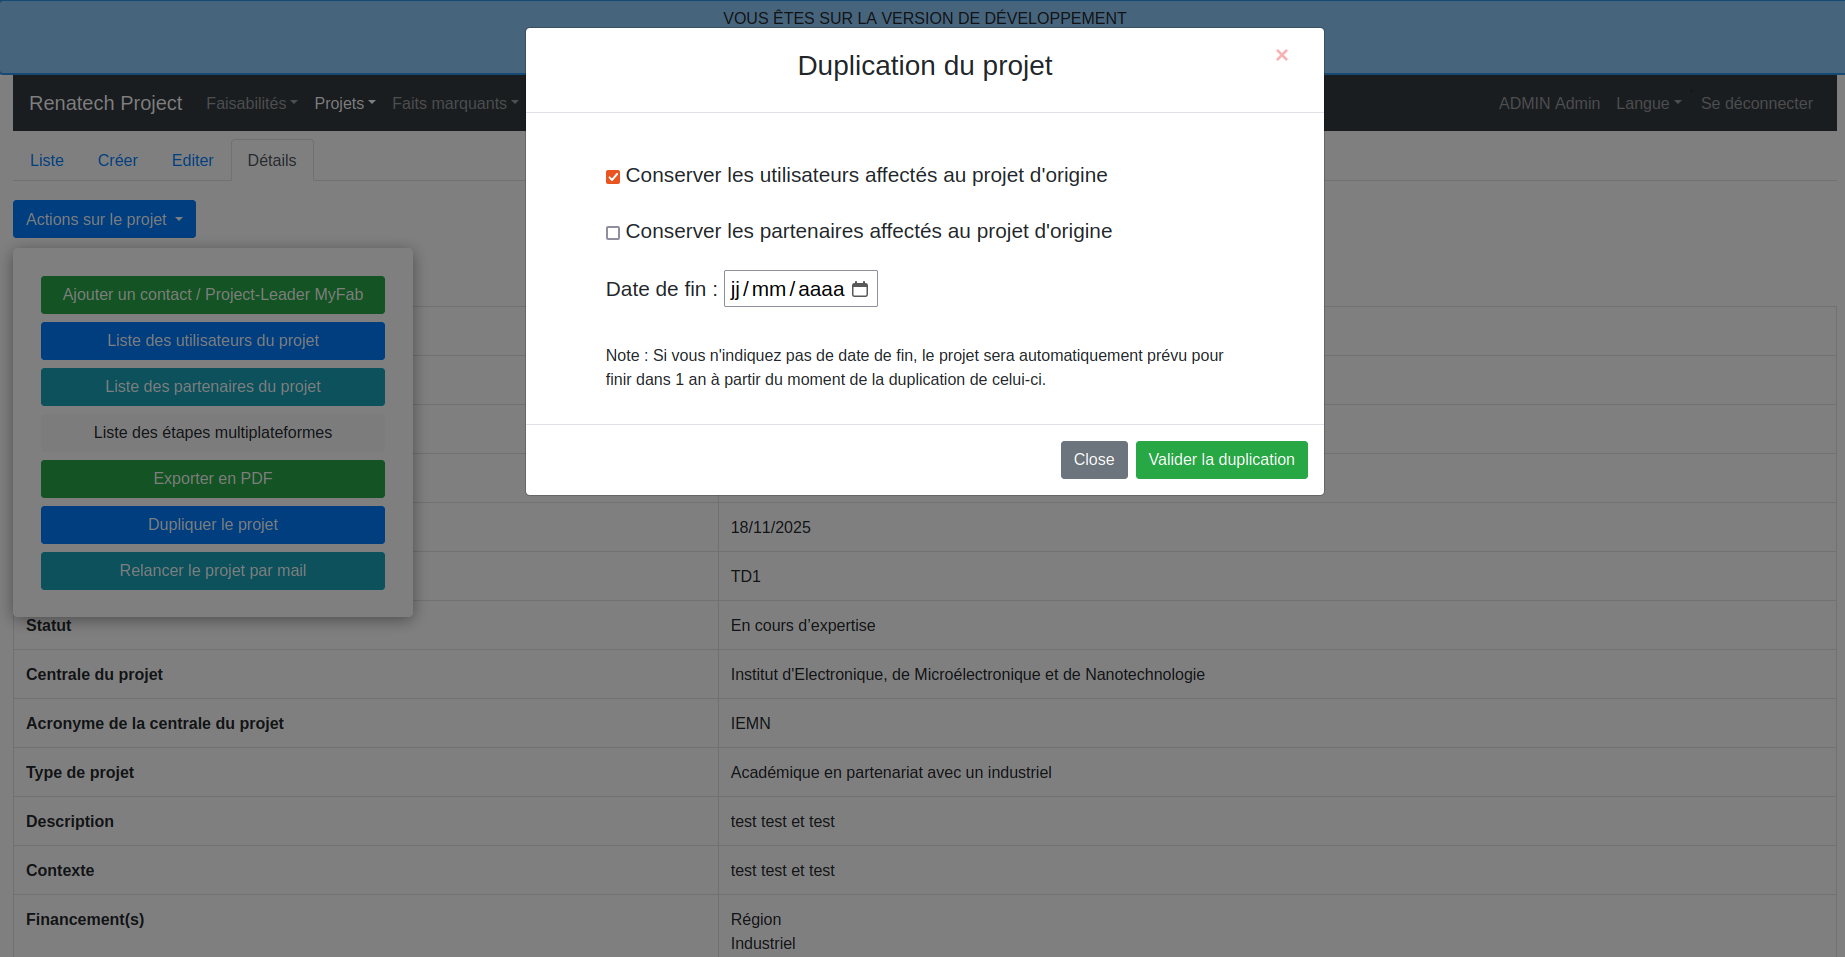 VOUS ÊTES SUR LA VERSION DE DÉVELOPPEMENT
Duplication du projet
×
Renatech Project Faisabilités Projets Faits marquants ADMIN Admin Langue Se déconnecter
Liste Créer Editer Détails
Conserver les utilisateurs affectés au projet d'origine
Actions sur le projet
Conserver les partenaires affectés au projet d'origine
Date de fin : jj/mm/aaaa
Ajouter un contact / Project-Leader MyFab
Liste des utilisateurs du projet
Note : Si vous n'indiquez pas de date de fin, le projet sera automatiquement prévu pour
finir dans 1 an à partir du moment de la duplication de celui-ci.
Liste des partenaires du projet
Liste des étapes multiplateformes
Close Valider la duplication
Exporter en PDF
Dupliquer le projet
18/11/2025
Relancer le projet par mail
TD1
Statut En cours d’expertise
Centrale du projet Institut d'Electronique, de Microélectronique et de Nanotechnologie
Acronyme de la centrale du projet IEMN
Type de projet Académique en partenariat avec un industriel
Description test test et test
Contexte test test et test
Financement(s) Région
Industriel